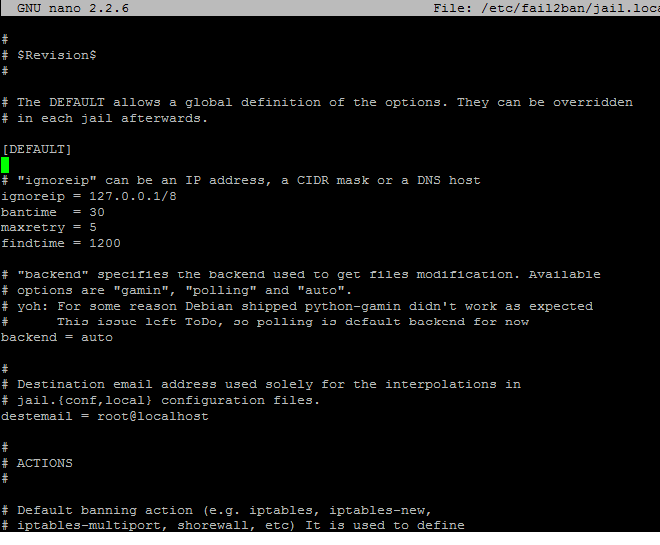 GNU nano 2.2.6 File: /etc/fail2ban/jail.loca
#
# $Revision$
#
# The DEFAULT allows a global definition of the options. They can be overridden
# in each jail afterwards.
[DEFAULT]
# "ignoreip" can be an IP address, a CIDR mask or a DNS host
ignoreip = 127.0.0.1/8
bantime  = 30
maxretry = 5
findtime = 1200
# "backend" specifies the backend used to get files modification. Available
# options are "gamin", "polling" and "auto".
# yoh: For some reason Debian shipped python-gamin didn't work as expected
#      This issue left ToDo, so polling is default backend for now
backend = auto
#
# Destination email address used solely for the interpolations in
# jail.{conf,local} configuration files.
destemail = root@localhost
#
# ACTIONS
#
# Default banning action (e.g. iptables, iptables-new,
# iptables-multiport, shorewall, etc) It is used to define